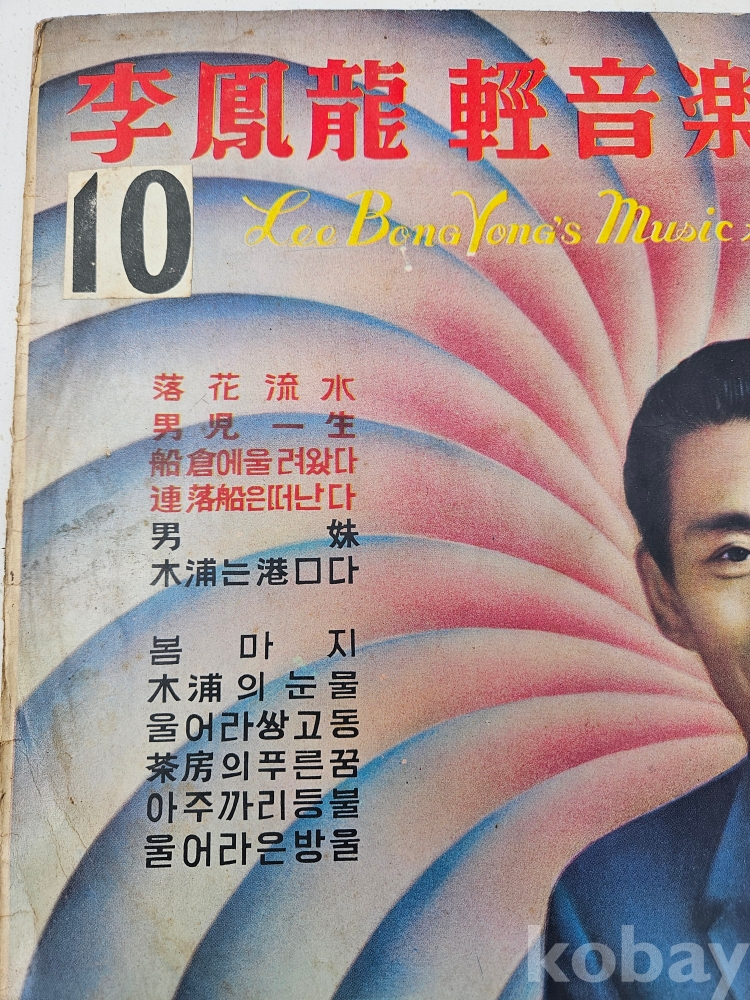 李鳳龍 輕音楽
10
Lee Bong Yong's Music
落花流水
男児一生
船倉에울려왔다
連落船은떠난다
男妹
木浦는港口다
봄마지
木浦의눈물
울어라쌍고동
茶房의푸른꿈
아주까리등불
울어라은방울
kobay